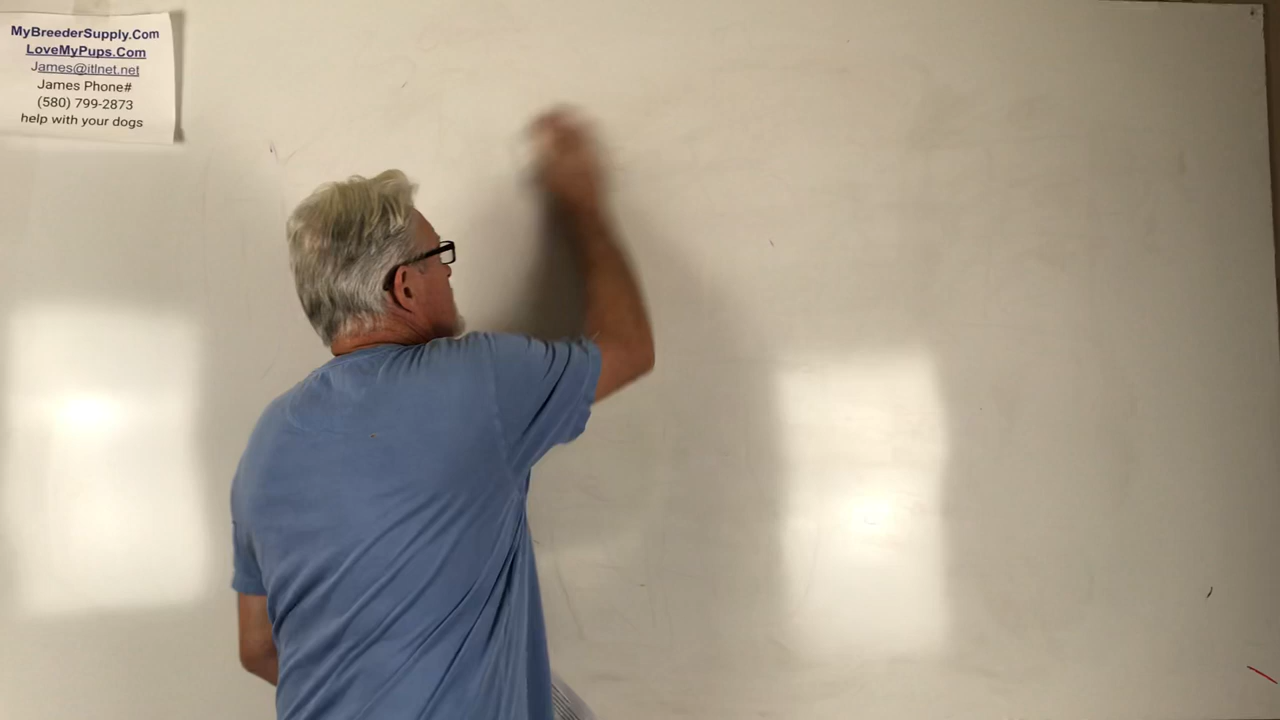 MyBreederSupply.Com
LoveMyPups.Com
James@itlnet.net
James Phone#
(580) 799-2873
help with your dogs